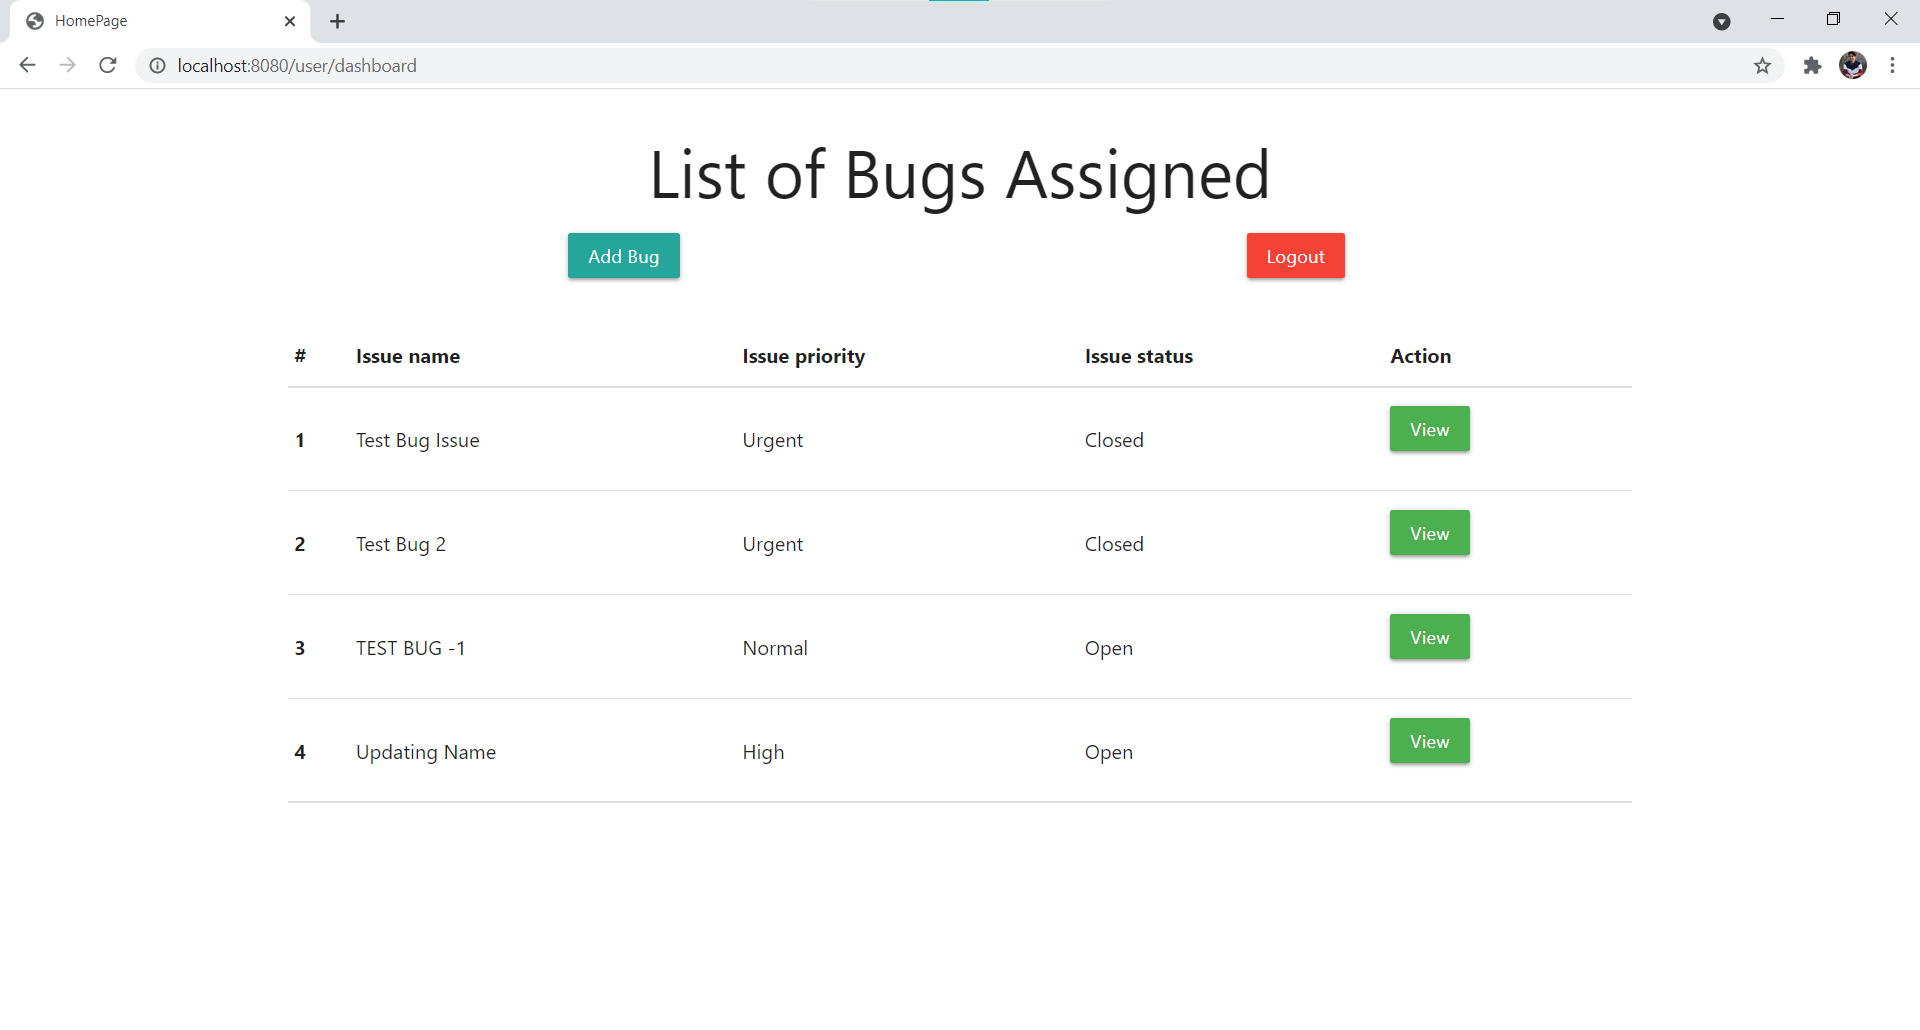 HomePage
localhost:8080/user/dashboard
List of Bugs Assigned
Add Bug Logout
# Issue name Issue priority Issue status Action
1 Test Bug Issue Urgent Closed View
2 Test Bug 2 Urgent Closed View
3 TEST BUG -1 Normal Open View
4 Updating Name High Open View